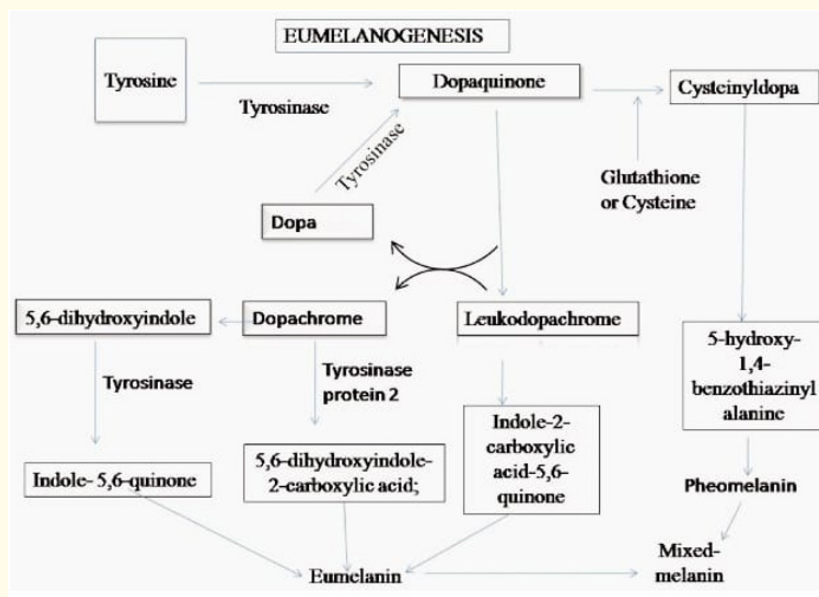 EUMELANOGENESIS
Tyrosine
Tyrosinase
Dopaquinone
Cysteinyldopa
Tyrosinase
Glutathione
or Cysteine
Dopa
5,6-dihydroxyindole
Dopachrome
Leukodopachrome
5-hydroxy-
1,4-
benzothiazinyl
alanine
Tyrosinase
Tyrosinase
protein 2
Indole-2-
carboxylic
acid-5,6-
quinone
Indole- 5,6-quinone
5,6-dihydroxyindole-
2-carboxylic acid;
Pheomelanin
Eumelanin
Mixed-
melanin